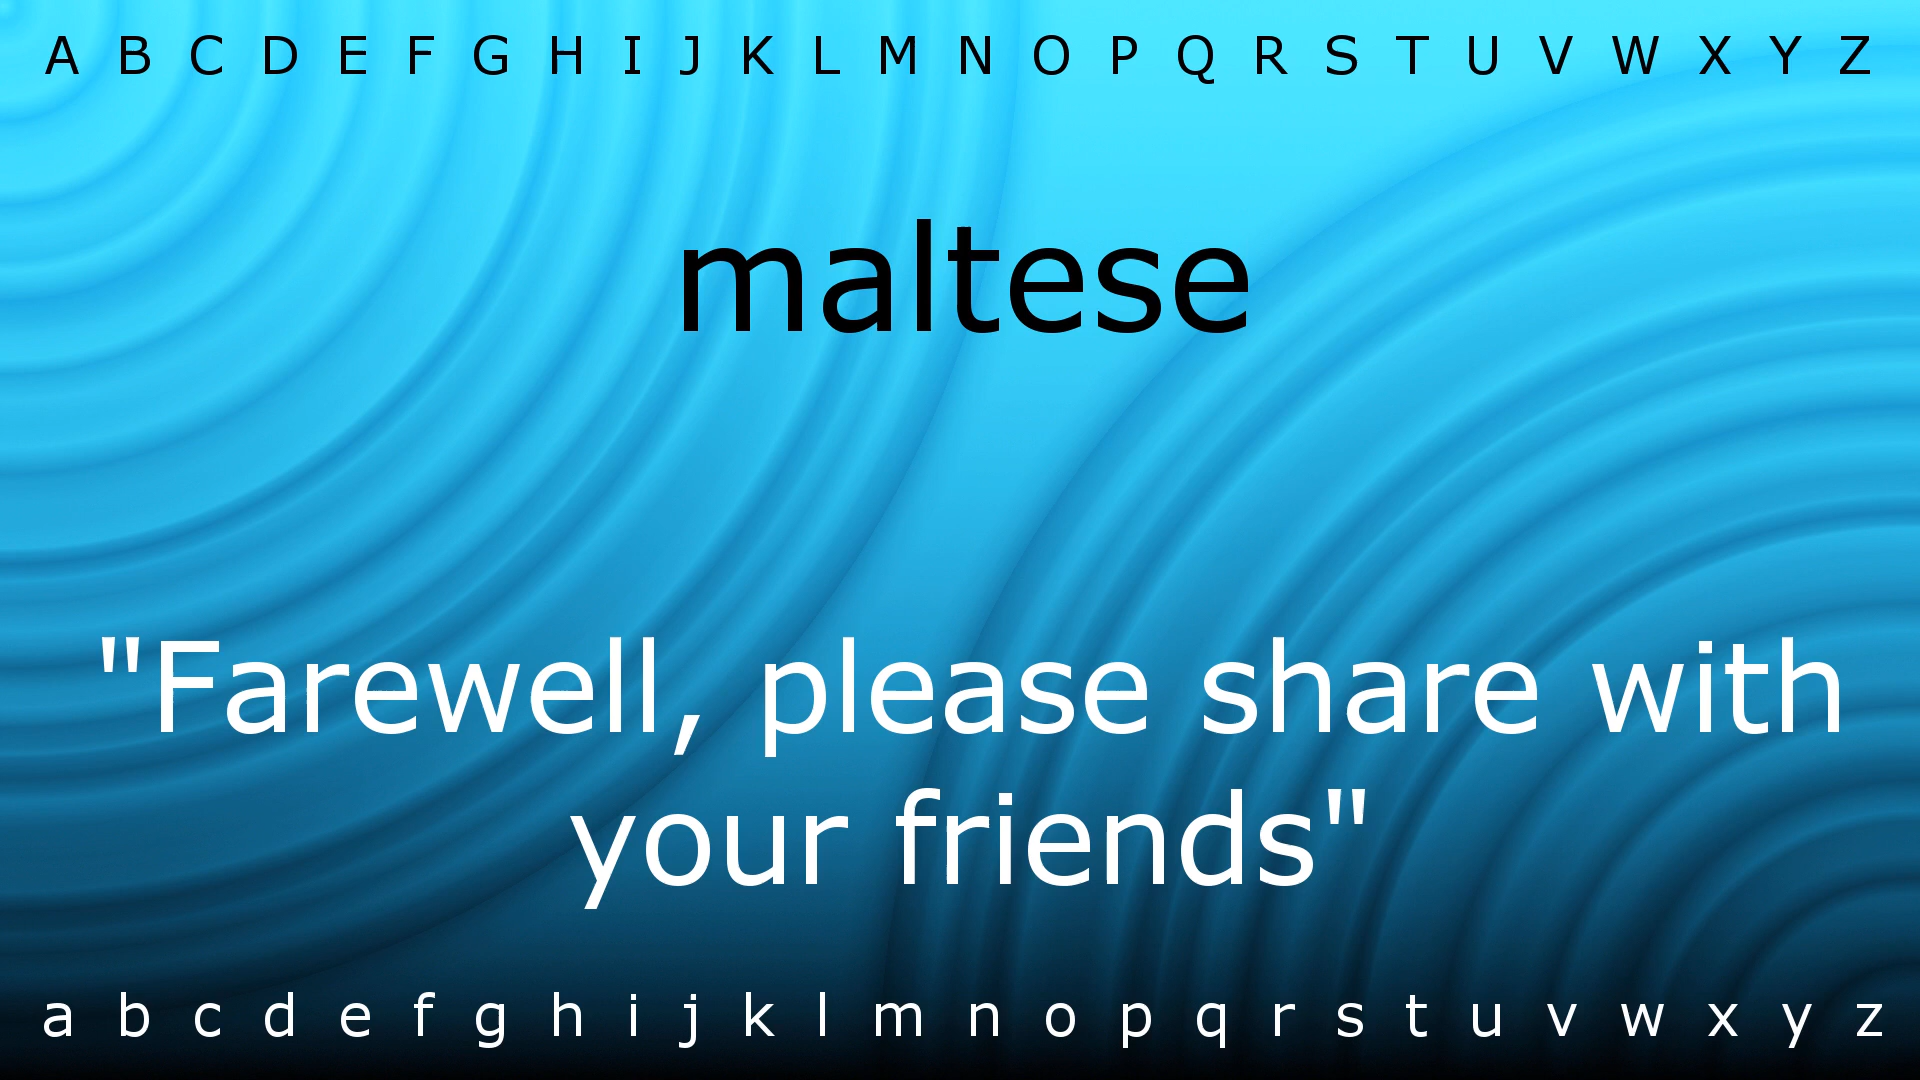 A B C D E F G H I J K L M N O P Q R S T U V W X Y Z
maltese
"Farewell, please share with
your friends"
a b c d e f g h i j k l m n o p q r s t u v w x y z